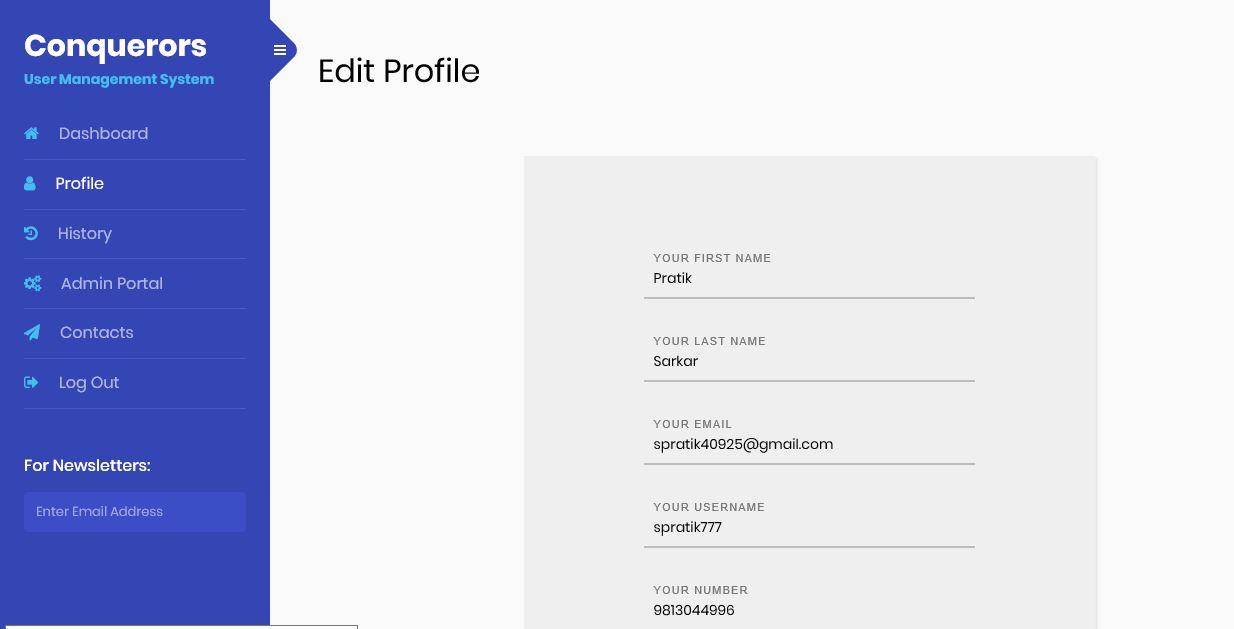 Conquerors
User Management System
Dashboard
Profile
History
Admin Portal
Contacts
Log Out
For Newsletters:
Enter Email Address
Edit Profile
YOUR FIRST NAME
Pratik
YOUR LAST NAME
Sarkar
YOUR EMAIL
spratik40925@gmail.com
YOUR USERNAME
spratik777
YOUR NUMBER
9813044996